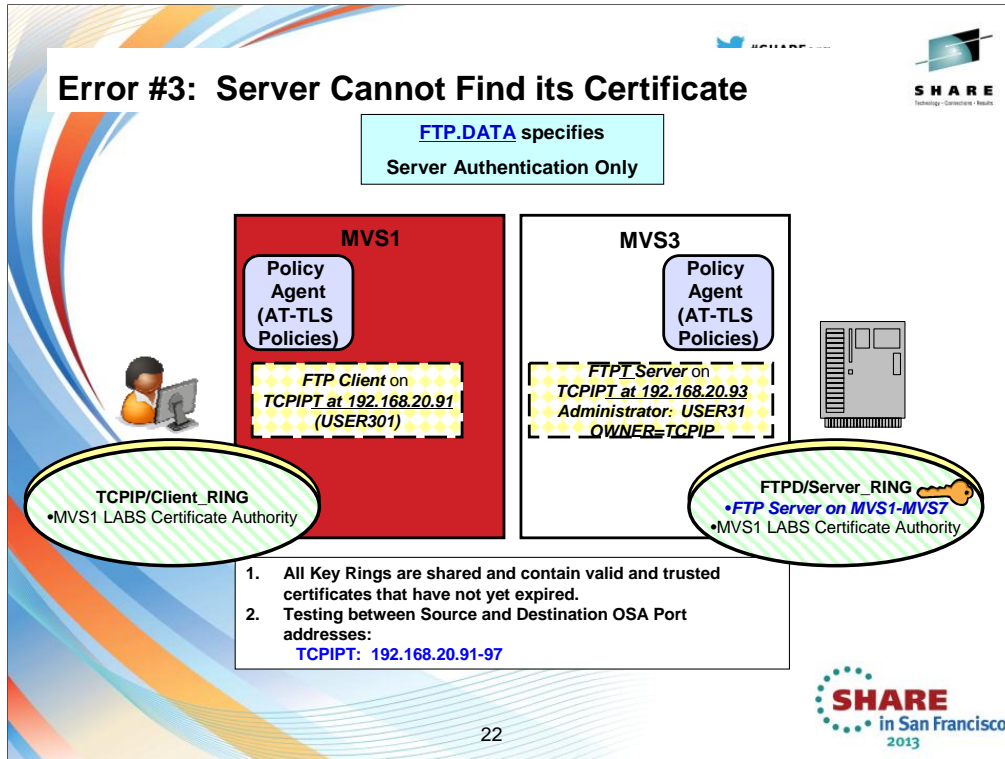 Error #3:  Server Cannot Find its Certificate
SHARE
Technology - Connections - Results
FTP.DATA specifies
Server Authentication Only
MVS1
MVS3
Policy
Agent
(AT-TLS
Policies)
Policy
Agent
(AT-TLS
Policies)
FTP Client on
TCPIPT at 192.168.20.91
(USER301)
FTPT Server on
TCPIPT at 192.168.20.93
Administrator: USER31
OWNER=TCPIP
TCPIP/Client_RING
•MVS1 LABS Certificate Authority
FTPD/Server_RING
•FTP Server on MVS1-MVS7
•MVS1 LABS Certificate Authority
1. All Key Rings are shared and contain valid and trusted
certificates that have not yet expired.
2. Testing between Source and Destination OSA Port
addresses:
TCPIPT: 192.168.20.91-97
22
SHARE
in San Francisco
2013